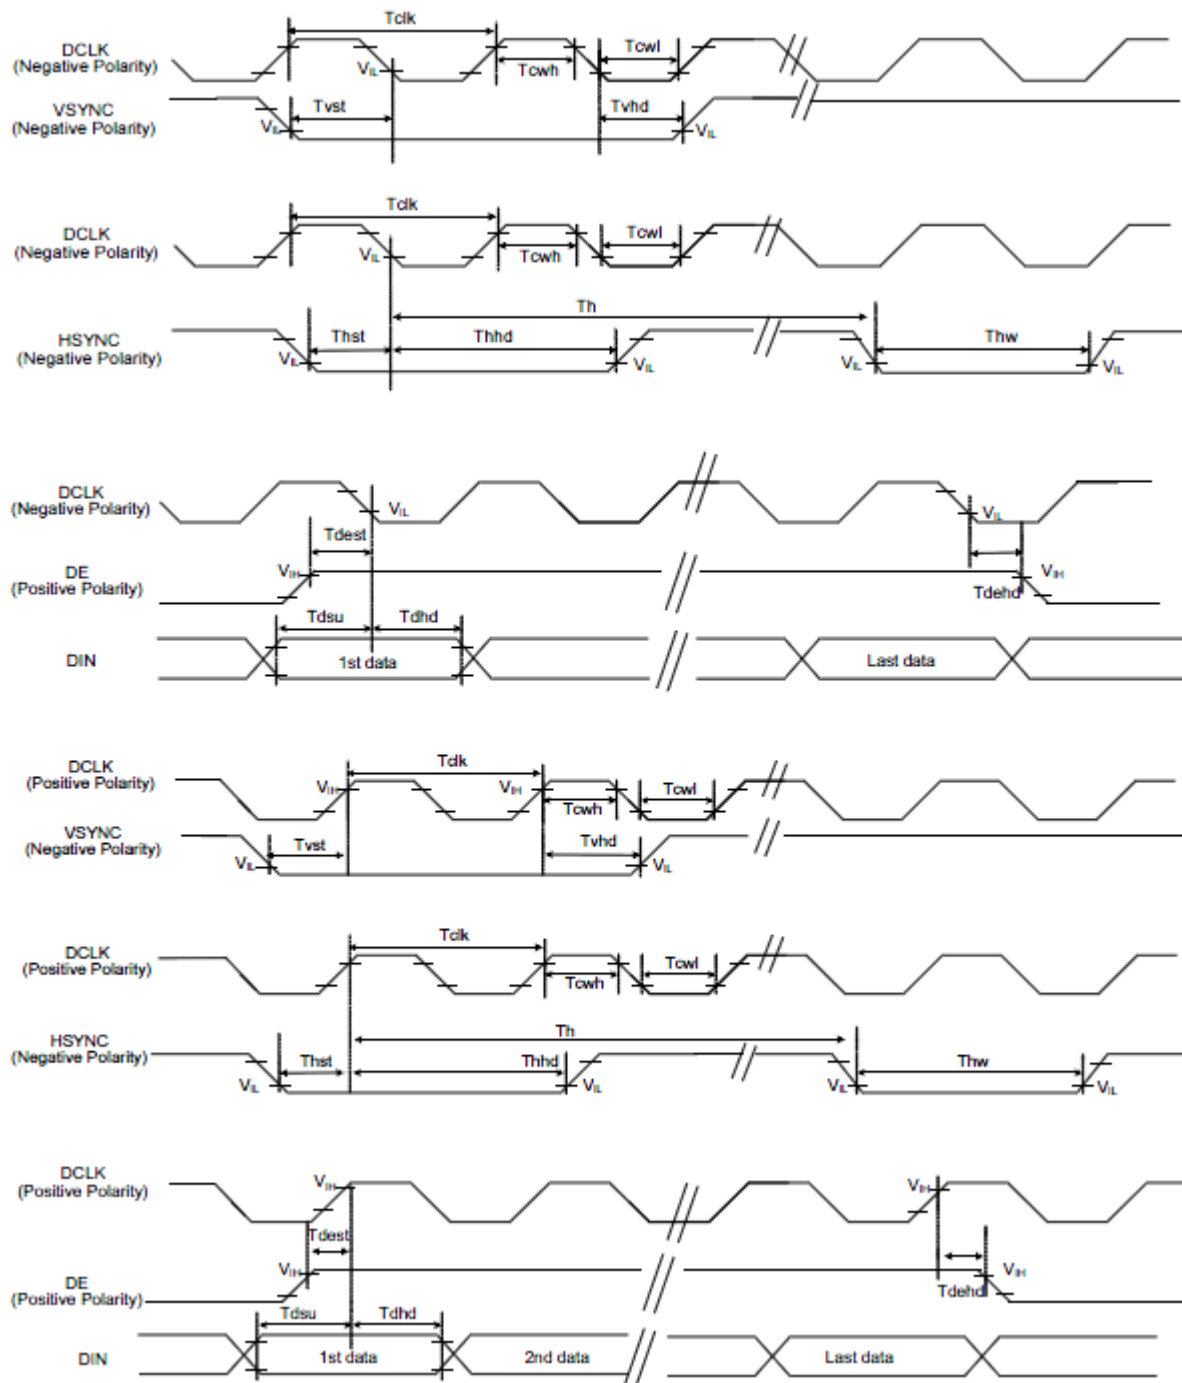 Tclk
DCLK
(Negative Polarity)
Tcwl
Tcwh
VIL
VSYNC
(Negative Polarity)
Tvst
Tvhd
VIL
VIL
Tclk
DCLK
(Negative Polarity)
Tcwl
Tcwh
VIL
Th
HSYNC
(Negative Polarity)
Thst
Thhd
Thw
VIL
VIL
VIL
VIL
DCLK
(Negative Polarity)
VIL
VIL
Tdest
DE
(Positive Polarity)
VIH
VIH
Tdehd
Tdsu
Tdhd
DIN
1st data
Last data
Tclk
DCLK
(Positive Polarity)
VIH
VIH
Tcwl
Tcwh
VSYNC
(Negative Polarity)
Tvst
Tvhd
VIL
VIL
Tclk
DCLK
(Positive Polarity)
Tcwl
Tcwh
Th
HSYNC
(Negative Polarity)
Thst
Thhd
Thw
VIL
VIL
VIL
VIL
DCLK
(Positive Polarity)
VIH
VIH
Tdest
DE
(Positive Polarity)
VIH
VIH
Tdehd
Tdsu
Tdhd
DIN
1st data
2nd data
Last data